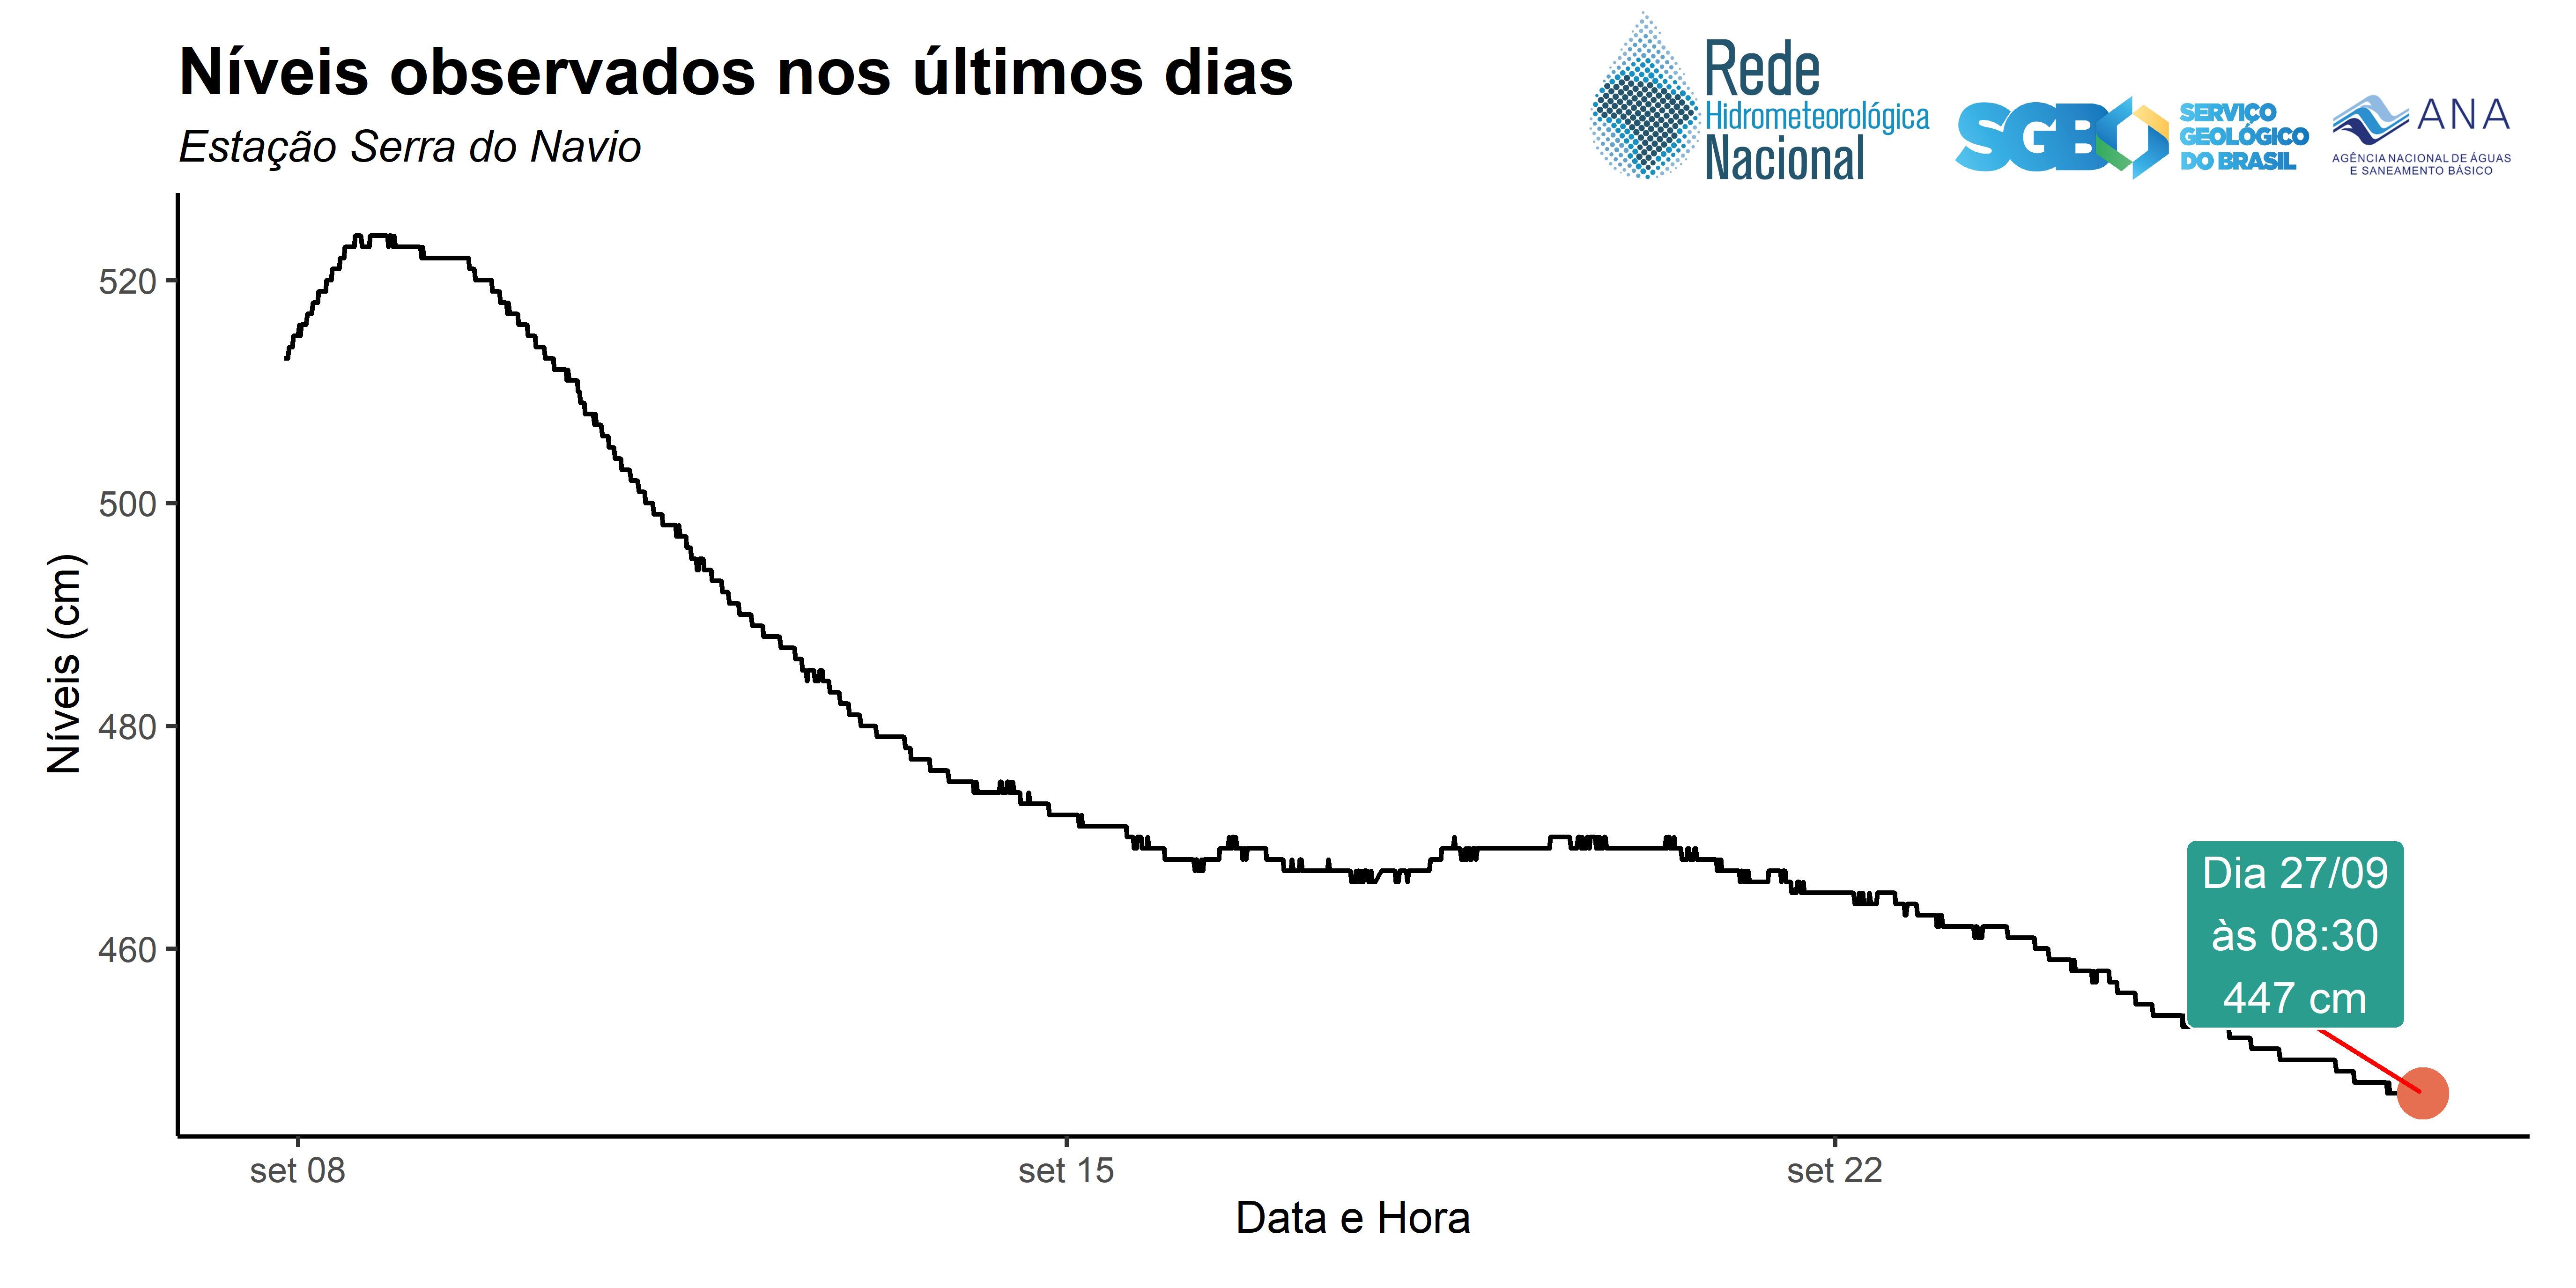 Níveis observados nos últimos dias
Estação Serra do Navio
Rede
Hidrometeorológica
Nacional
SGB
SERVIÇO
GEOLÓGICO
DO BRASIL
ANA
AGÊNCIA NACIONAL DE ÁGUAS
E SANEAMENTO BÁSICO
Níveis (cm)
520
500
480
460
Dia 27/09
às 08:30
447 cm
set 08
set 15
set 22
Data e Hora